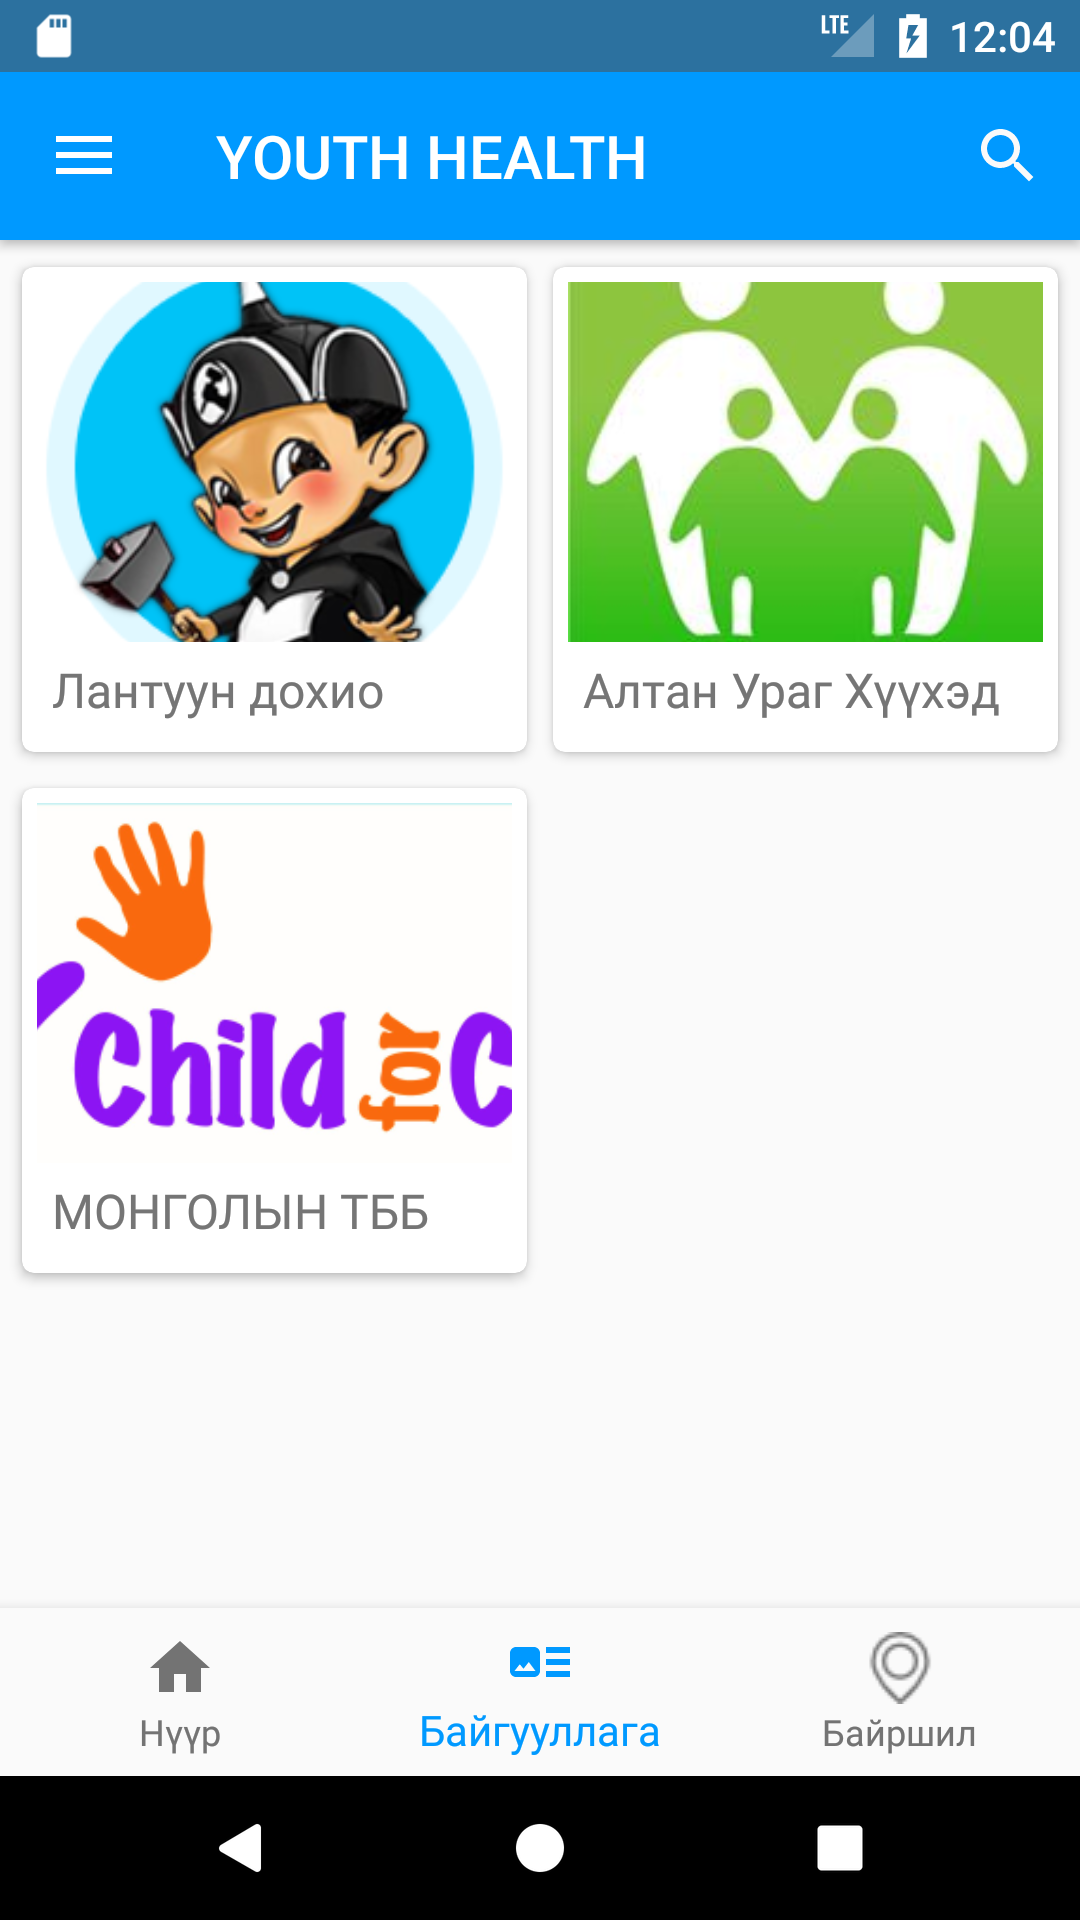 LTE 12:04
YOUTH HEALTH
Лантуун дохио
Алтан Ураг Хүүхэд
Child for C
МОНГОЛЫН ТББ
Нүүр
Байгууллага
Байршил